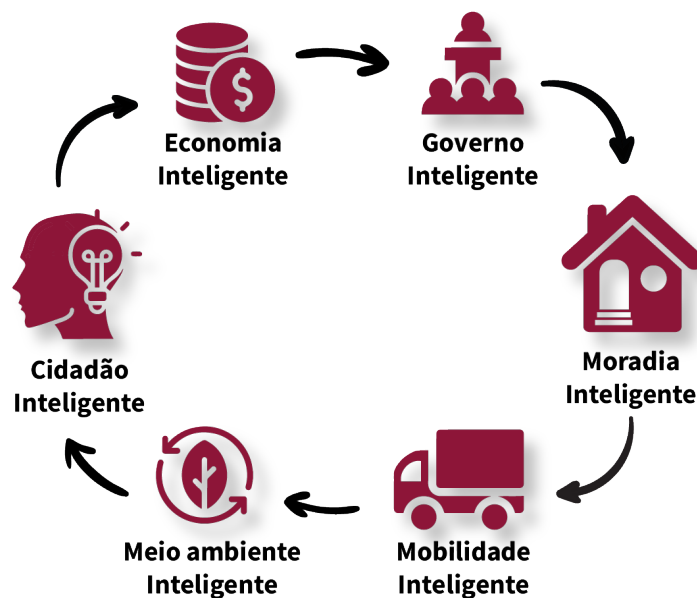 $
Economia
Inteligente
Governo
Inteligente
Moradia
Inteligente
Mobilidade
Inteligente
Meio ambiente
Inteligente
Cidadão
Inteligente